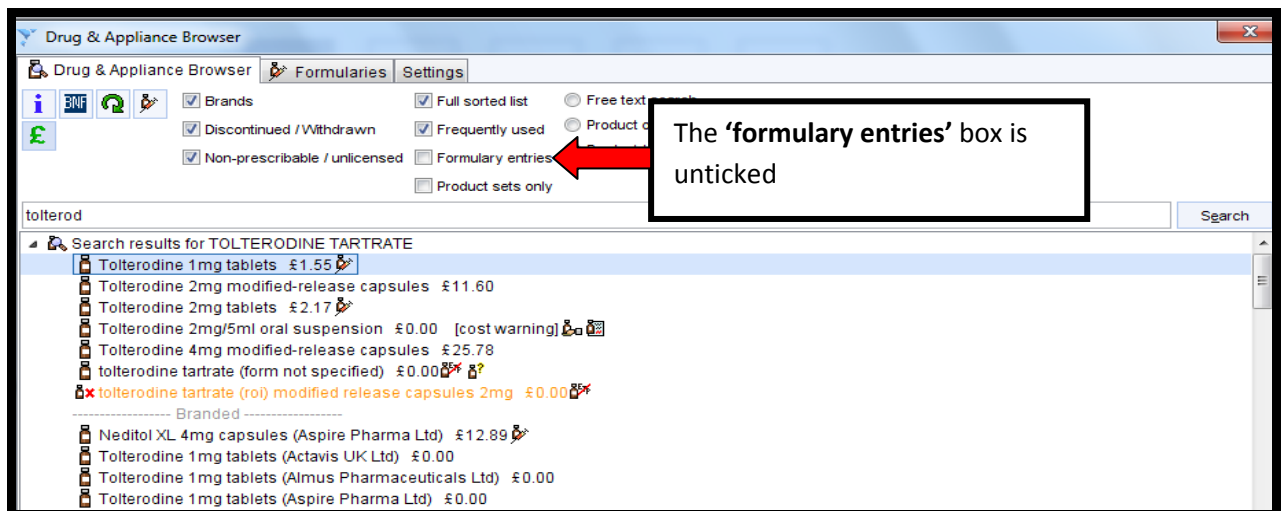 Drug & Appliance Browser
x
Drug & Appliance Browser Formularies Settings
i BNF Brands Full sorted list Free text search
£ Discontinued / Withdrawn Frequently used Product
Non-prescribable / unlicensed Formulary entries
Product sets only
The 'formulary entries' box is
unticked
tolterod Search
Search results for TOLTERODINE TARTRATE
Tolterodine 1mg tablets £1.55
Tolterodine 2mg modified-release capsules £11.60
Tolterodine 2mg tablets £2.17
Tolterodine 2mg/5ml oral suspension £0.00 [cost warning]
Tolterodine 4mg modified-release capsules £25.78
tolterodine tartrate (form not specified) £0.00
tolterodine tartrate (roi) modified release capsules 2mg £0.00
------------------ Branded ------------------
Neditol XL 4mg capsules (Aspire Pharma Ltd) £12.89
Tolterodine 1mg tablets (Actavis UK Ltd) £0.00
Tolterodine 1mg tablets (Almus Pharmaceuticals Ltd) £0.00
Tolterodine 1mg tablets (Aspire Pharma Ltd) £0.00